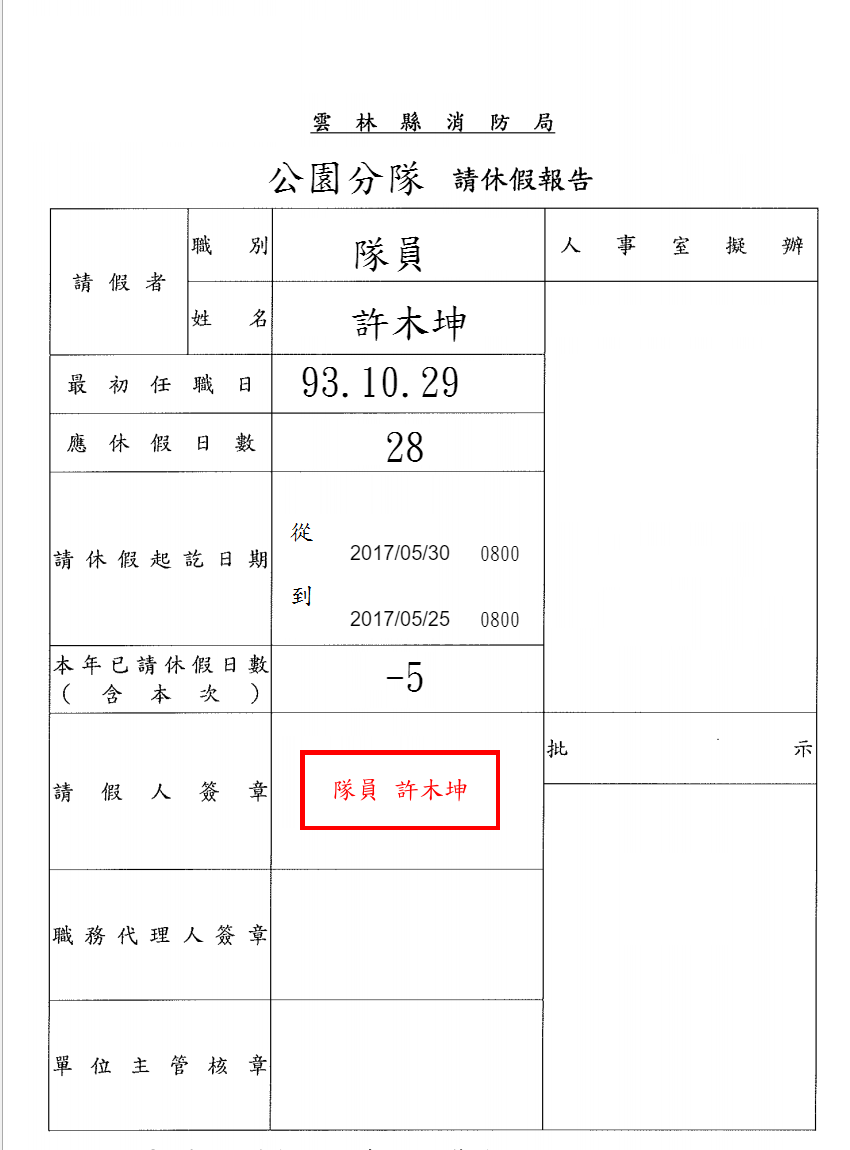 雲林縣消防局
公園分隊 請休假報告
請假者
職別
隊員
人事室擬辦
姓名
許木坤
最初任職日
93.10.29
應休假日數
28
請休假起訖日期
從
2017/05/30 0800
到
2017/05/25 0800
本年已請休假日數
(含本次)
-5
批示
請假人簽章
隊員 許木坤
職務代理人簽章
單位主管核章